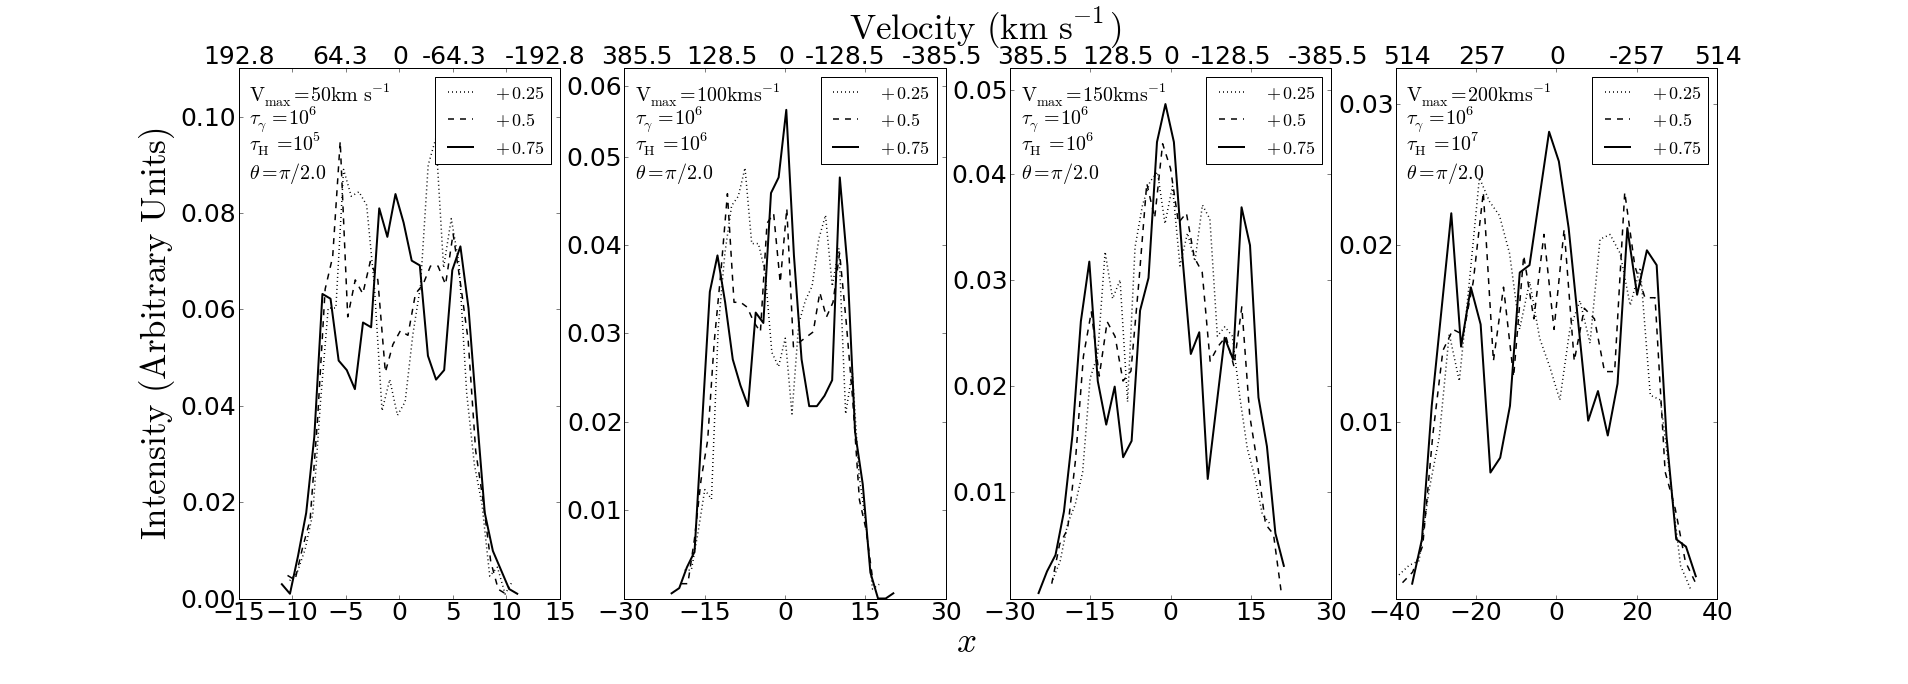 Velocity (km s⁻¹)
192.8 64.3 0 -64.3 -192.8
385.5 128.5 0 -128.5 -385.5
385.5 128.5 0 -128.5 -385.5
514 257 0 -257 514
Intensity (Arbitrary Units)
V_max=50km s⁻¹
τ_γ =10⁶
τ_H =10⁵
θ=π/2.0
+0.25
+0.5
+0.75
0.10
0.08
0.06
0.04
0.02
0.00
−15 −10 −5 0 5 10 15
V_max=100kms⁻¹
τ_γ =10⁶
τ_H =10⁶
θ=π/2.0
+0.25
+0.5
+0.75
0.06
0.05
0.04
0.03
0.02
0.01
−30 −15 0 15 30
V_max=150kms⁻¹
τ_γ =10⁶
τ_H =10⁶
θ=π/2.0
+0.25
+0.5
+0.75
0.05
0.04
0.03
0.02
0.01
−30 −15 0 15 30
V_max=200kms⁻¹
τ_γ =10⁶
τ_H =10⁷
θ=π/2.0
+0.25
+0.5
+0.75
0.03
0.02
0.01
−40 −20 0 20 40
x